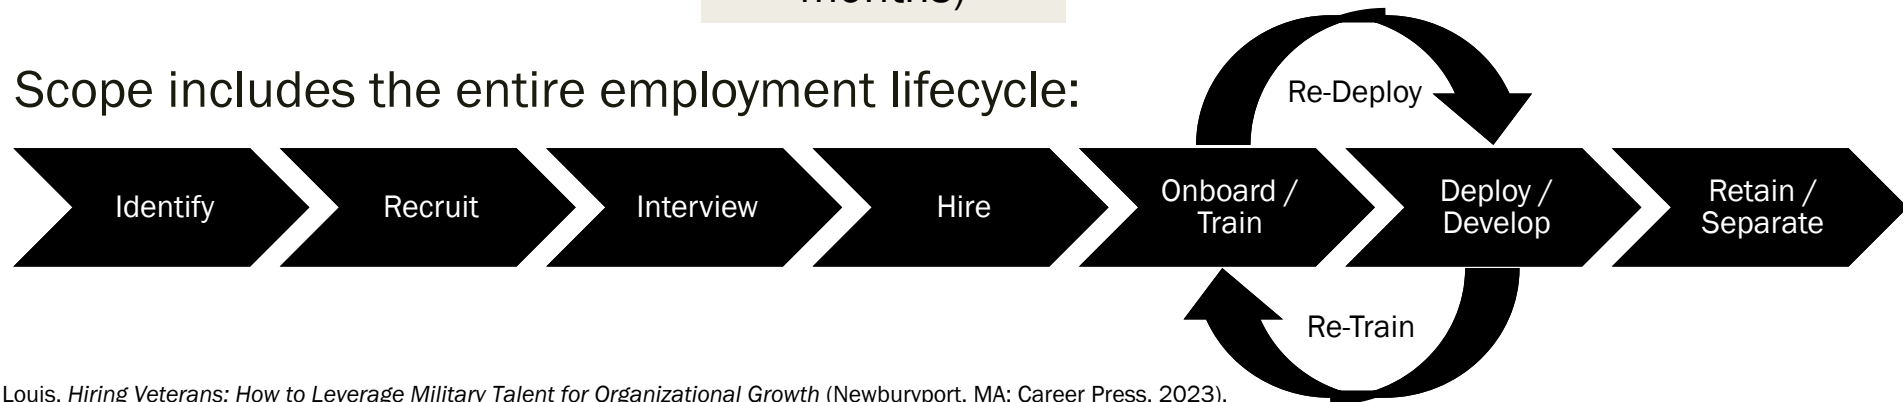 months)
Scope includes the entire employment lifecycle:
Re-Deploy
Identify
Recruit
Interview
Hire
Onboard /
Train
Deploy /
Develop
Retain /
Separate
Re-Train
Louis. Hiring Veterans: How to Leverage Military Talent for Organizational Growth (Newburyport, MA: Career Press, 2023).